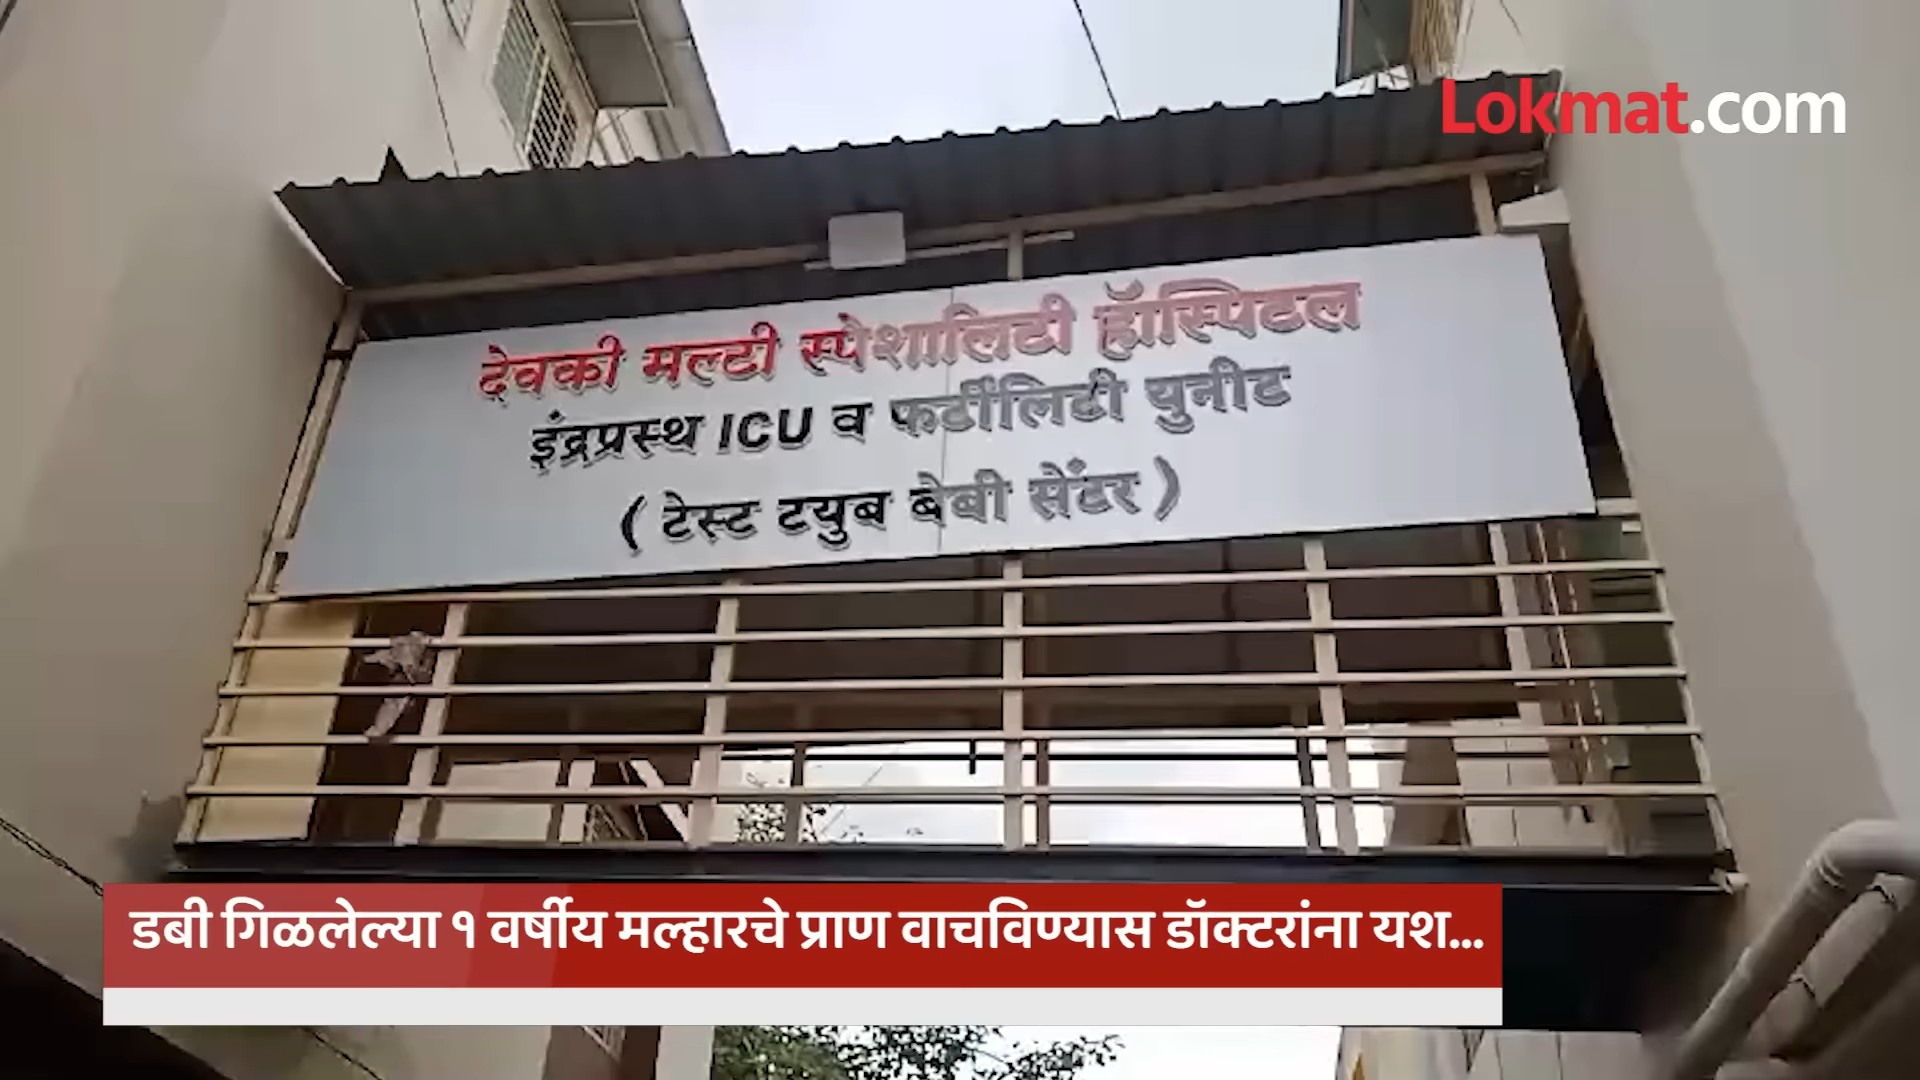 Lokmat.com
देवकी मल्टी स्पेशालिटी हॉस्पिटल
इंद्रप्रस्थ ICU व फर्टीलिटी युनीट
( टेस्ट टयुब बेबी सेंटर )
डबी गिळलेल्या १ वर्षीय मल्हारचे प्राण वाचविण्यास डॉक्टरांना यश...